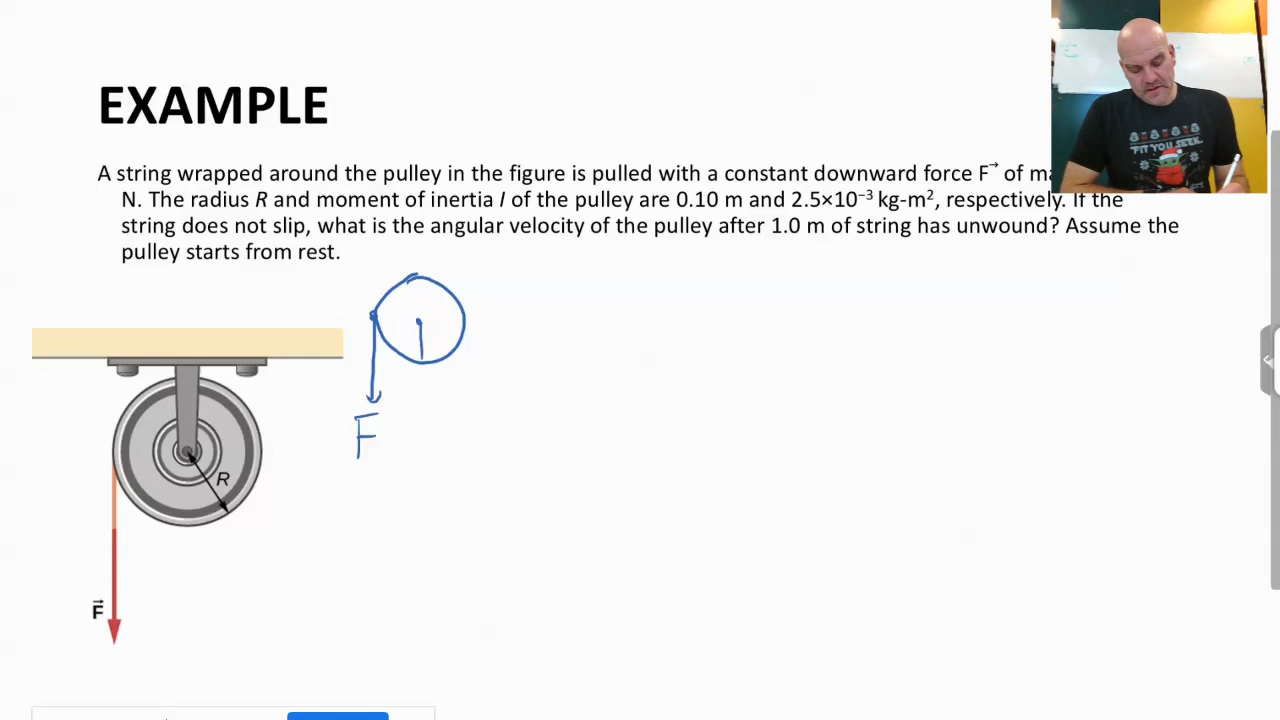 EXAMPLE
A string wrapped around the pulley in the figure is pulled with a constant downward force F⃗ of
N. The radius R and moment of inertia I of the pulley are 0.10 m and 2.5×10⁻³ kg-m², respectively. If the
string does not slip, what is the angular velocity of the pulley after 1.0 m of string has unwound? Assume the
pulley starts from rest.
F
R
F⃗